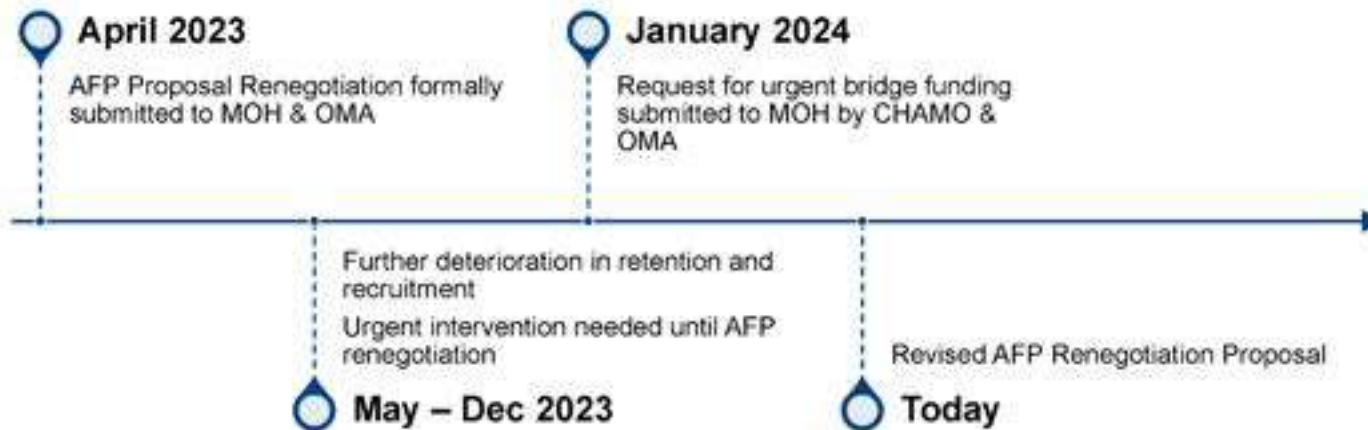 April 2023
AFP Proposal Renegotiation formally
submitted to MOH & OMA
January 2024
Request for urgent bridge funding
submitted to MOH by CHAMO &
OMA
Further deterioration in retention and
recruitment
Urgent intervention needed until AFP
renegotiation
May – Dec 2023
Revised AFP Renegotiation Proposal
Today